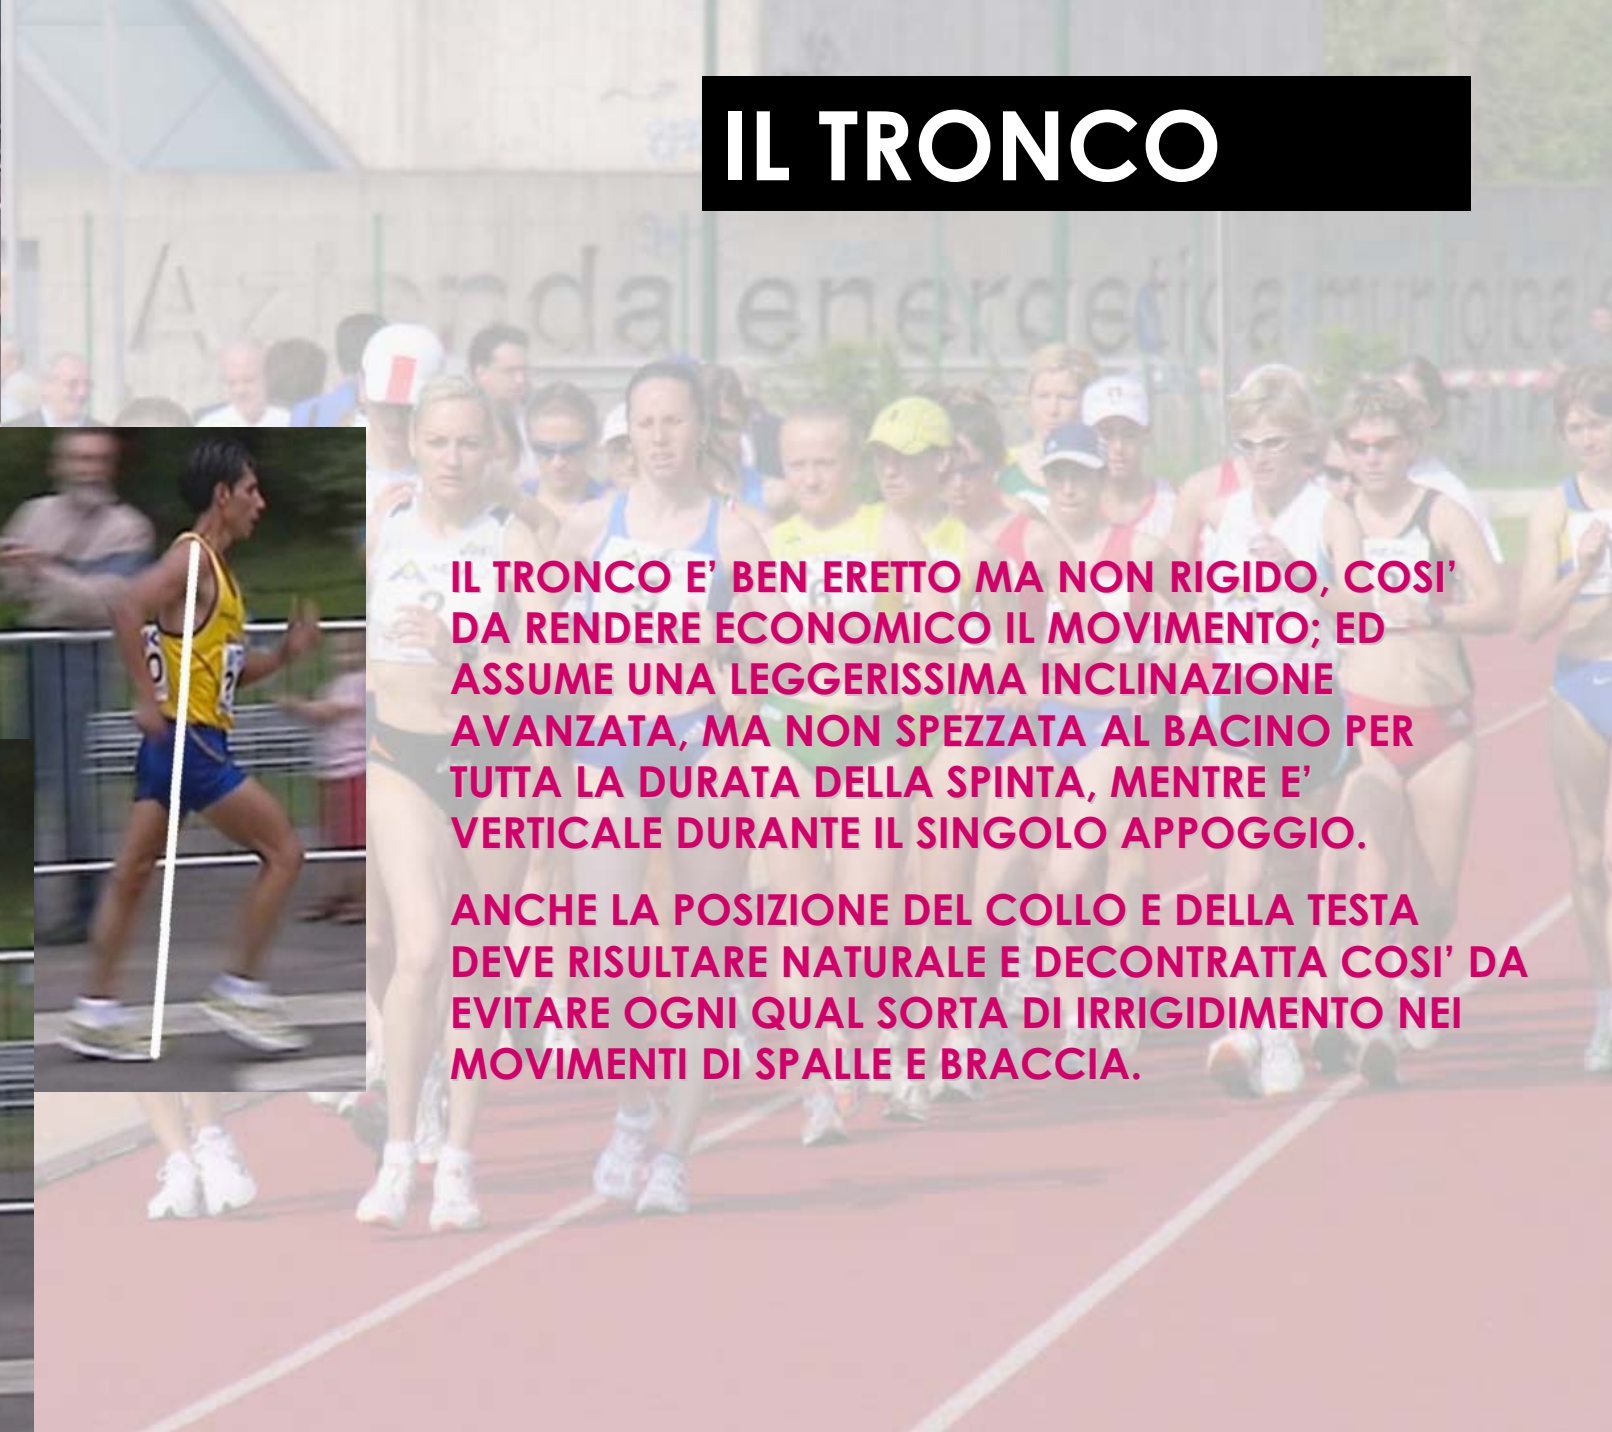 IL TRONCO
Azienda energetica municipa
IL TRONCO E’ BEN ERETTO MA NON RIGIDO, COSI’
DA RENDERE ECONOMICO IL MOVIMENTO; ED
ASSUME UNA LEGGERISSIMA INCLINAZIONE
AVANZATA, MA NON SPEZZATA AL BACINO PER
TUTTA LA DURATA DELLA SPINTA, MENTRE E’
VERTICALE DURANTE IL SINGOLO APPOGGIO.
ANCHE LA POSIZIONE DEL COLLO E DELLA TESTA
DEVE RISULTARE NATURALE E DECONTRATTA COSI’ DA
EVITARE OGNI QUAL SORTA DI IRRIGIDIMENTO NEI
MOVIMENTI DI SPALLE E BRACCIA.